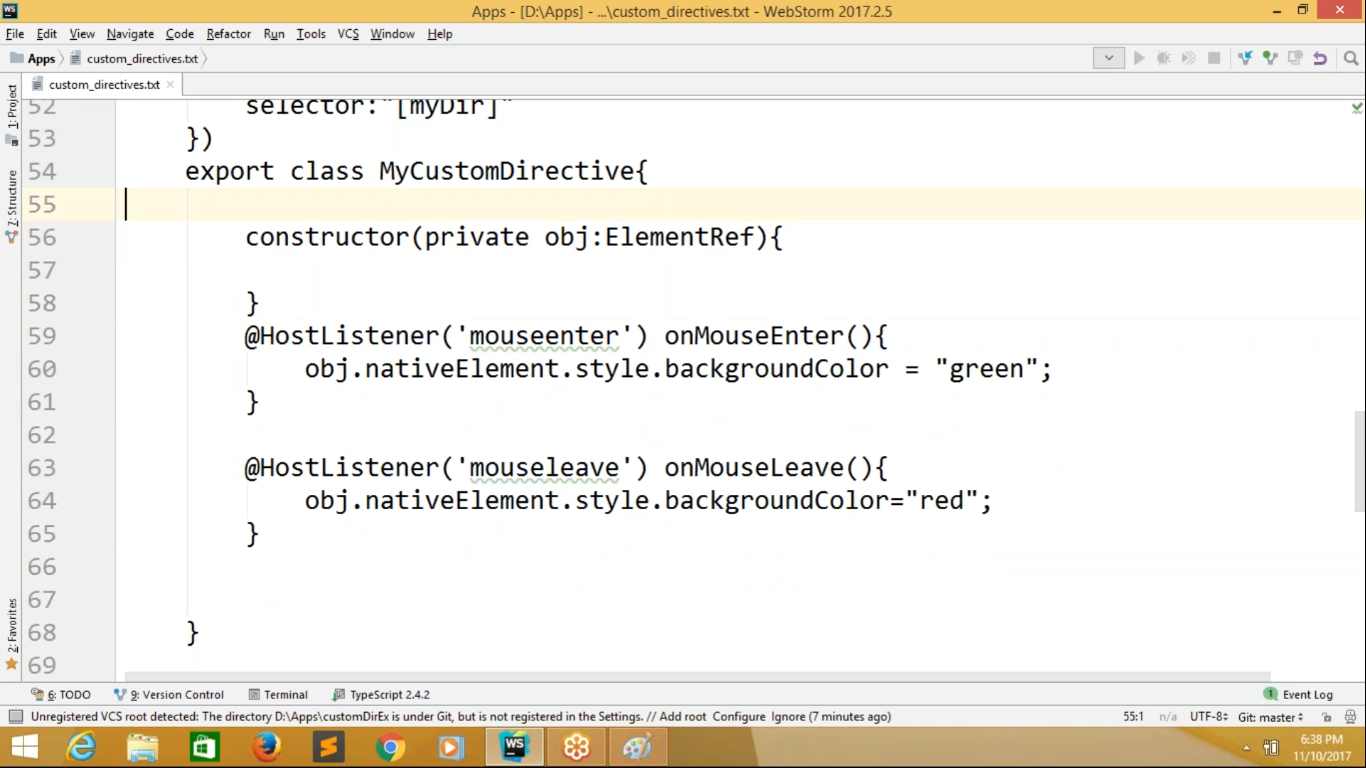 Apps - [D:\Apps] - ...\custom_directives.txt - WebStorm 2017.2.5
File Edit View Navigate Code Refactor Run Tools VCS Window Help
Apps custom_directives.txt
custom_directives.txt
1: Project
7: Structure
2: Favorites
52 selector:"[myDir]"
53 })
54 export class MyCustomDirective{
55
56 constructor(private obj:ElementRef){
57
58 }
59 @HostListener('mouseenter') onMouseEnter(){
60 obj.nativeElement.style.backgroundColor = "green";
61 }
62
63 @HostListener('mouseleave') onMouseLeave(){
64 obj.nativeElement.style.backgroundColor="red";
65 }
66
67
68 }
69
6: TODO 9: Version Control Terminal TypeScript 2.4.2 1 Event Log
Unregistered VCS root detected: The directory D:\Apps\customDirEx is under Git, but is not registered in the Settings. // Add root Configure Ignore (7 minutes ago) 55:1 n/a UTF-8 Git: master
WS
6:38 PM
11/10/2017